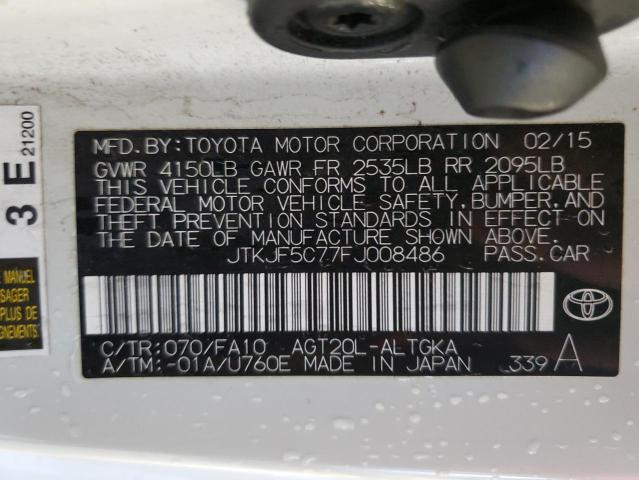 MFD.BY:TOYOTA MOTOR CORPORATION 02/15
GVWR 4150LB GAWR FR 2535LB RR 2095LB
THIS VEHICLE CONFORMS TO ALL APPLICABLE
FEDERAL MOTOR VEHICLE SAFETY,BUMPER,AND
THEFT PREVENTION STANDARDS IN EFFECT ON
THE DATE OF MANUFACTURE SHOWN ABOVE.
JTKJF5C77FJ008486 PASS.CAR
C/TR:070/FA10 AGT20L-ALTGKA
A/TM:-01A/U760E MADE IN JAPAN 339 A
TOYOTA
3 E
21200
MANUEL
SAGER
PLUS DE
GNEMENTS